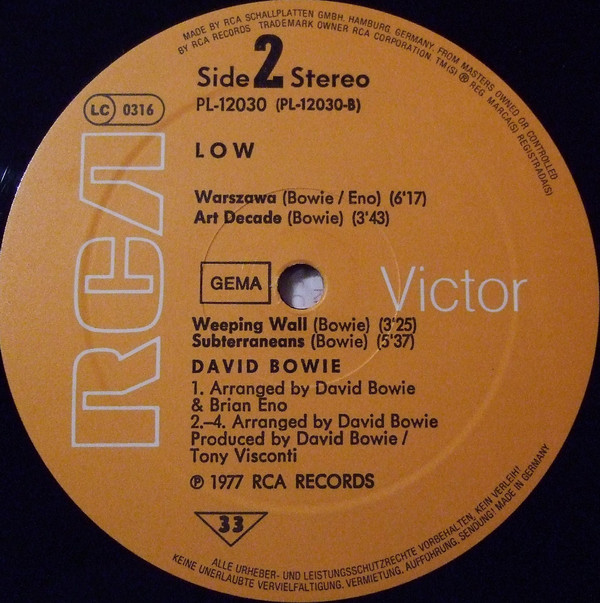 MADE BY RCA SCHALLPLATTEN GMBH. HAMBURG, GERMANY, FROM MASTERS OWNED OR CONTROLLED
BY RCA RECORDS TRADEMARK OWNER RCA CORPORATION. TM(S) ® REG. MARCA(S) REGISTRADA(S)
Side 2 Stereo
PL-12030 (PL-12030-B)
LC 0316
LOW
Warszawa (Bowie / Eno) (6'17)
Art Decade (Bowie) (3'43)
RCA
GEMA
Victor
Weeping Wall (Bowie) (3'25)
Subterraneans (Bowie) (5'37)
DAVID BOWIE
1. Arranged by David Bowie
& Brian Eno
2.–4. Arranged by David Bowie
Produced by David Bowie /
Tony Visconti
℗ 1977 RCA RECORDS
33
ALLE URHEBER- UND LEISTUNGSSCHUTZRECHTE VORBEHALTEN, KEIN VERLEIH!
KEINE UNERLAUBTE VERVIELFÄLTIGUNG, VERMIETUNG, AUFFÜHRUNG, SENDUNG! MADE IN GERMANY